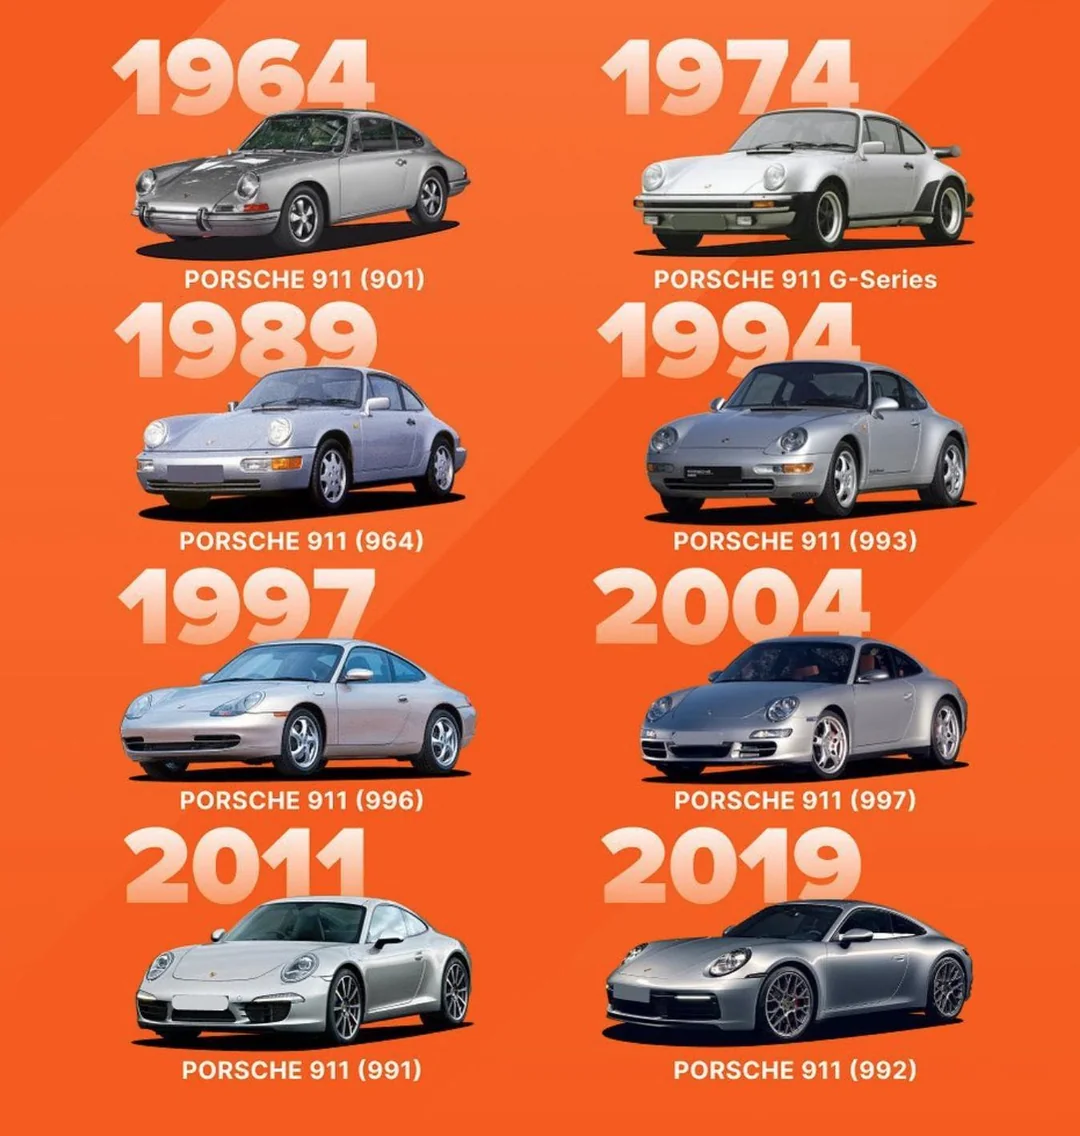 1964
1974
PORSCHE 911 (901)
PORSCHE 911 G-Series
1989
1994
PORSCHE 911 (964)
PORSCHE 911 (993)
1997
2004
PORSCHE 911 (996)
PORSCHE 911 (997)
2011
2019
PORSCHE 911 (991)
PORSCHE 911 (992)